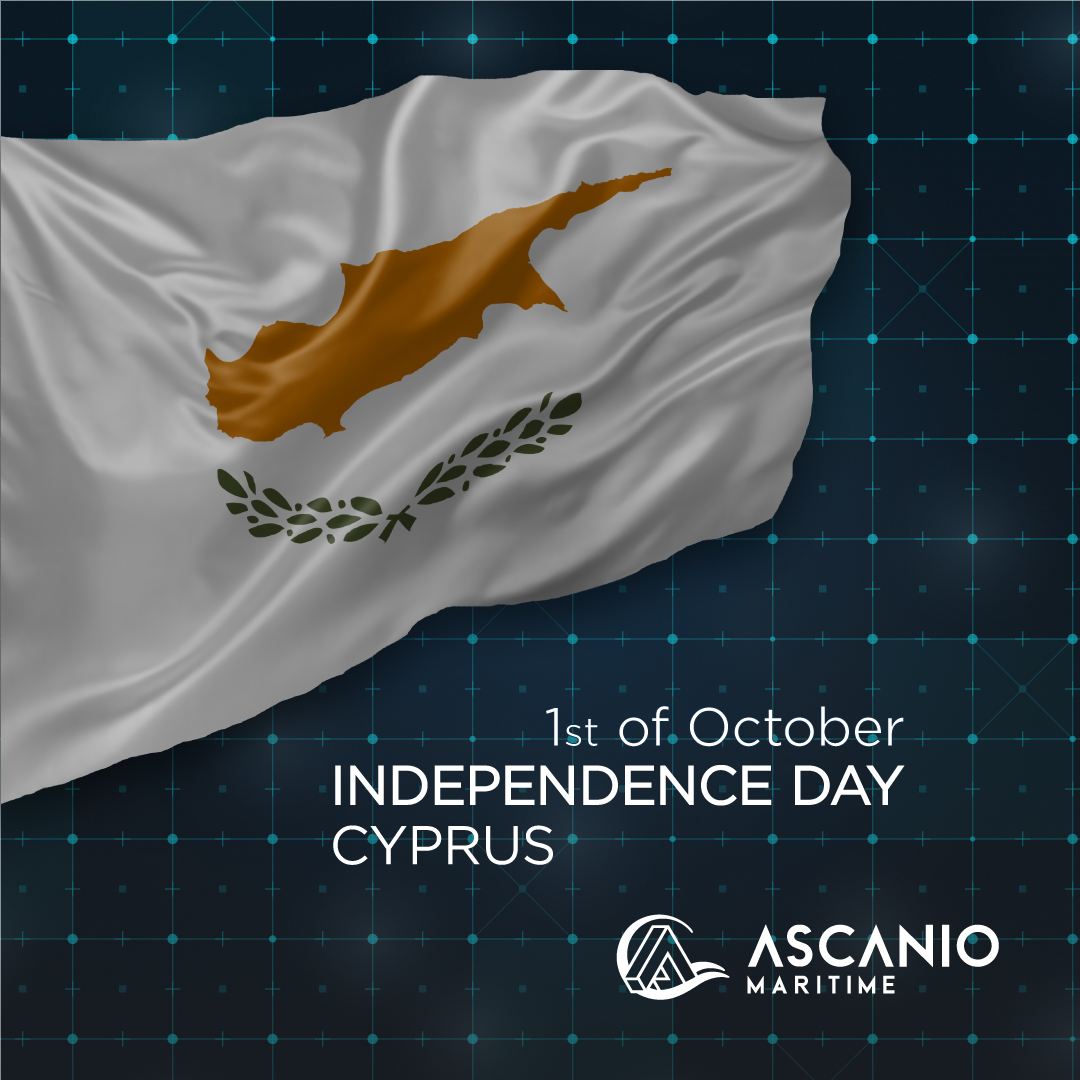 1st of October
INDEPENDENCE DAY
CYPRUS
ASCANIO
MARITIME